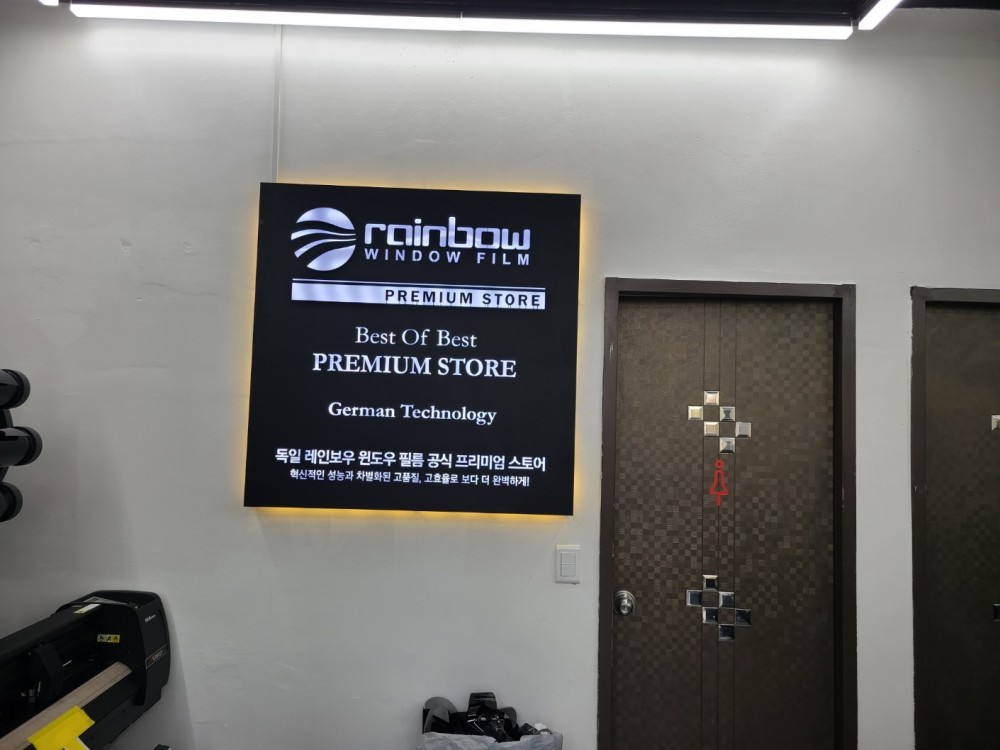 rainbow
WINDOW FILM
PREMIUM STORE
Best Of Best
PREMIUM STORE
German Technology
독일 레인보우 윈도우 필름 공식 프리미엄 스토어
혁신적인 성능과 차별화된 고품질, 고효율로 보다 더 완벽하게!